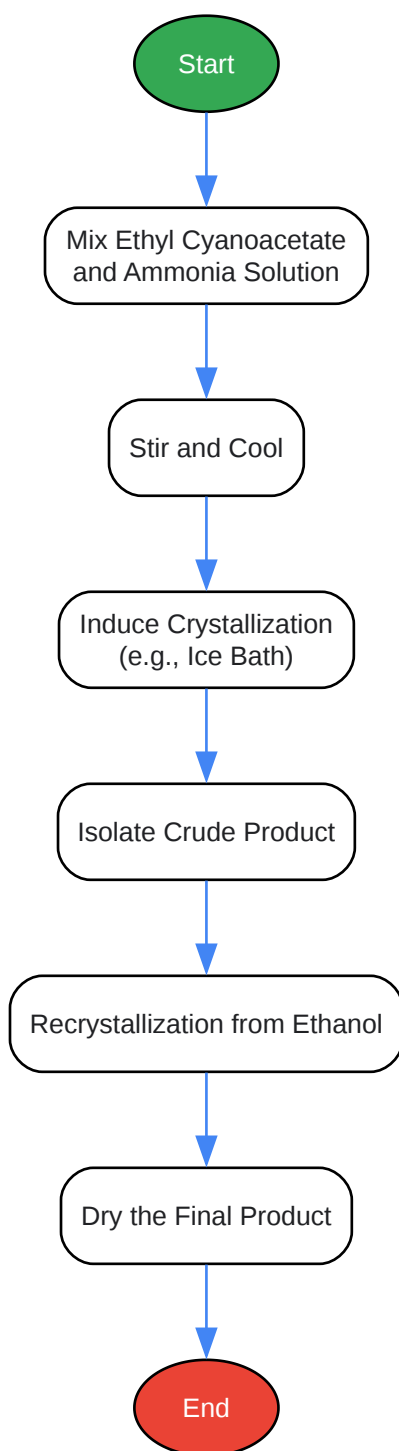 Start
Mix Ethyl Cyanoacetate
and Ammonia Solution
Stir and Cool
Induce Crystallization
(e.g., Ice Bath)
Isolate Crude Product
Recrystallization from Ethanol
Dry the Final Product
End